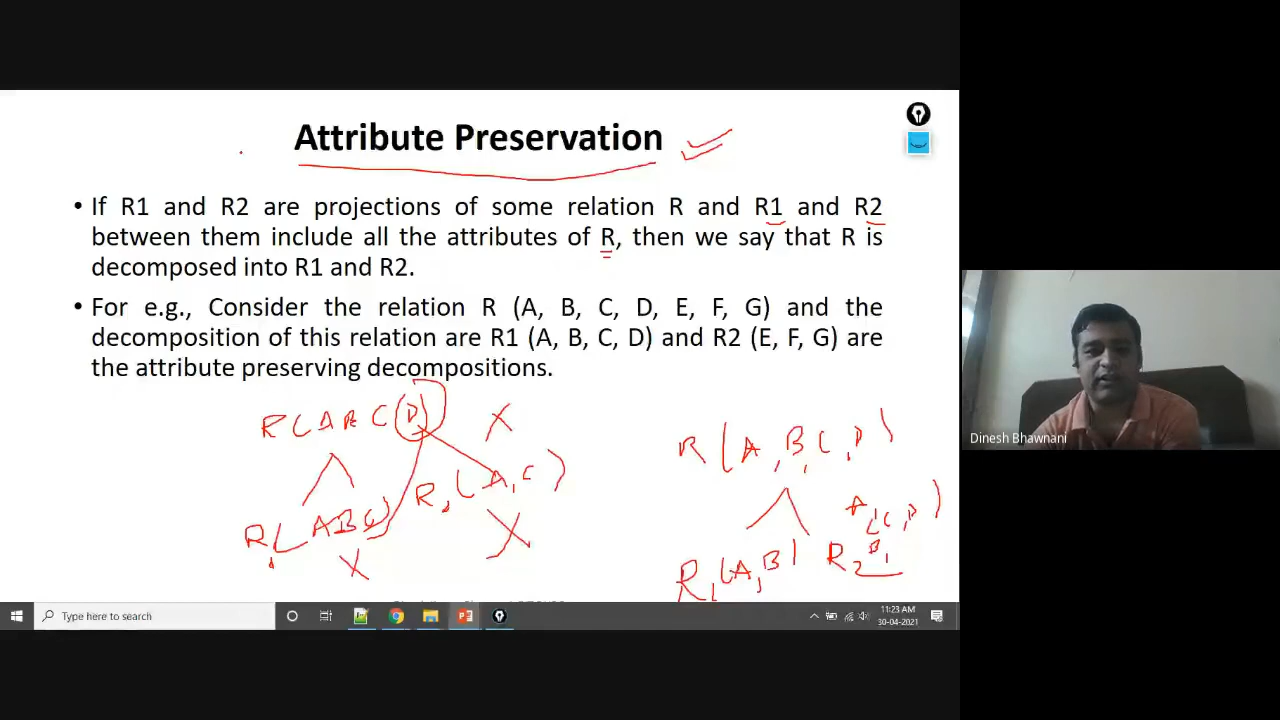 Attribute Preservation
• If R1 and R2 are projections of some relation R and R1 and R2
between them include all the attributes of R, then we say that R is
decomposed into R1 and R2.
• For e.g., Consider the relation R (A, B, C, D, E, F, G) and the
decomposition of this relation are R1 (A, B, C, D) and R2 (E, F, G) are
the attribute preserving decompositions.
R ( A B C D
X
R ( A, B, C, D )
R1 ( A, C )
R1 ( A B C )
X
X
A, ( C, D )
R1 ( A, B ) R2 B,
Dinesh Bhawnani
Type here to search
11:23 AM
30-04-2021